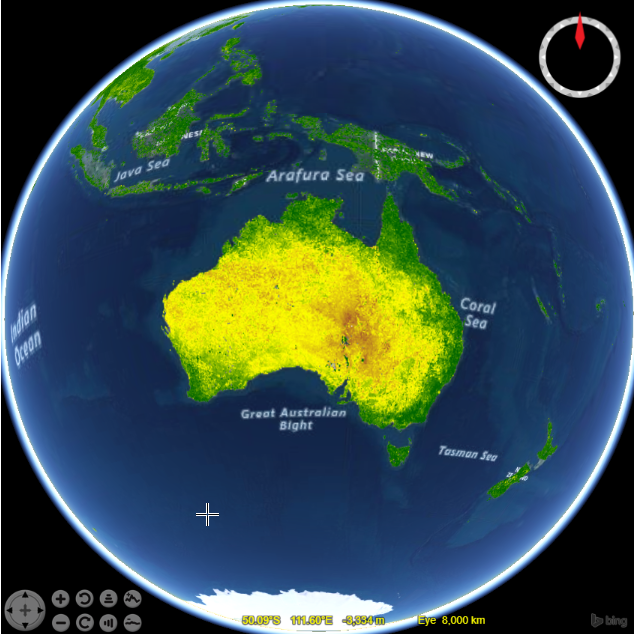 Java Sea
Arafura Sea
Coral
Sea
Indian
Ocean
Great Australian
Bight
Tasman Sea
50.09°S 111.60°E -3,334 m Eye 8,000 km
bing